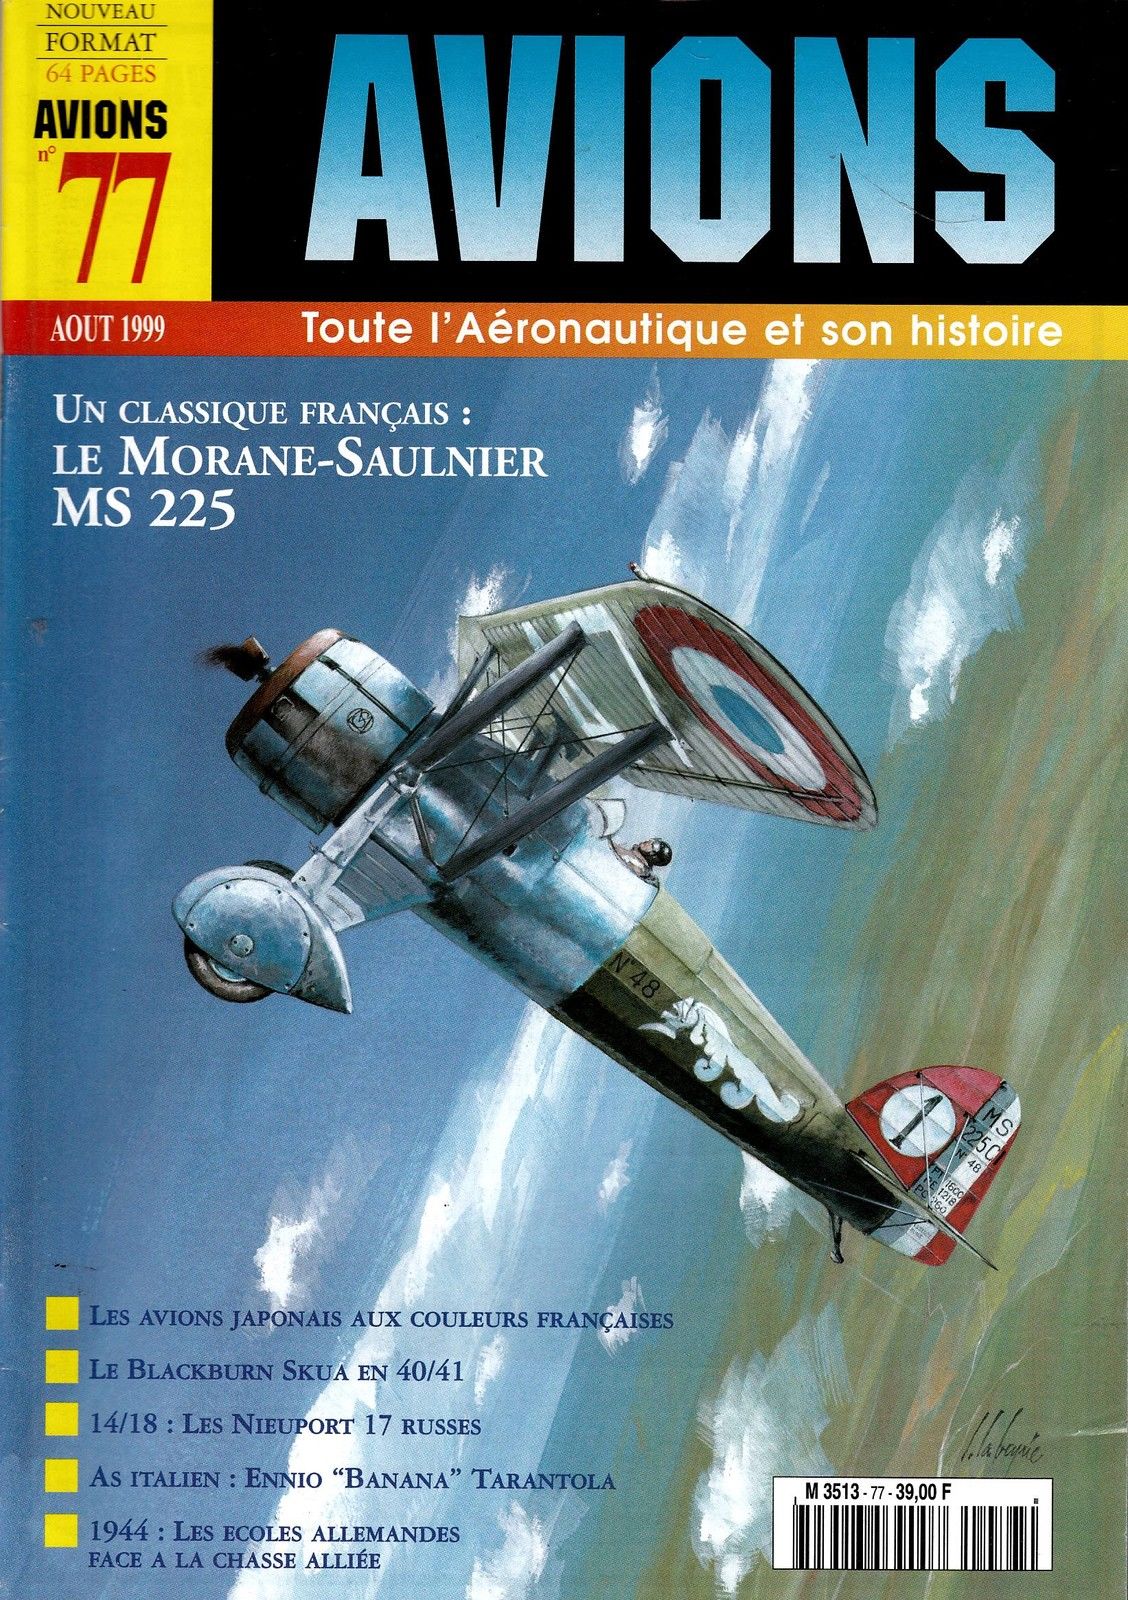 NOUVEAU
FORMAT
64 PAGES
AVIONS
n° 77
AOUT 1999
AVIONS
Toute l'Aéronautique et son histoire
UN CLASSIQUE FRANÇAIS :
LE MORANE-SAULNIER
MS 225
N°48
1
MS
225C1
N° 48
LES AVIONS JAPONAIS AUX COULEURS FRANÇAISES
LE BLACKBURN SKUA EN 40/41
14/18 : LES NIEUPORT 17 RUSSES
AS ITALIEN : ENNIO "BANANA" TARANTOLA
1944 : LES ECOLES ALLEMANDES
FACE A LA CHASSE ALLIÉE
M 3513 - 77 - 39,00 F